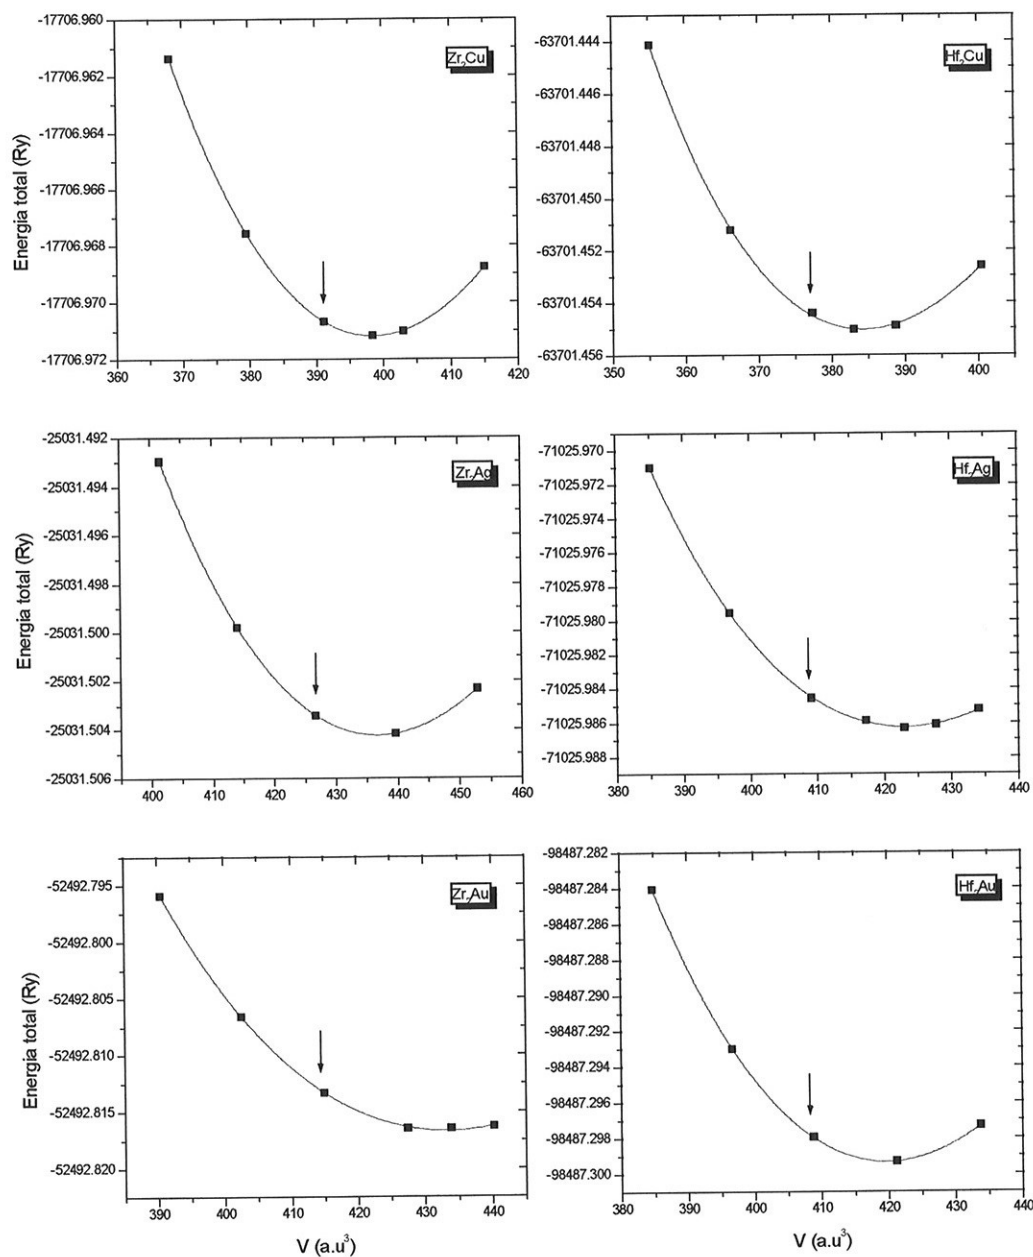 Zr2Cu
Energia total (Ry)
-17706.960
-17706.962
-17706.964
-17706.966
-17706.968
-17706.970
-17706.972
360 370 380 390 400 410 420
Hf2Cu
-63701.444
-63701.446
-63701.448
-63701.450
-63701.452
-63701.454
-63701.456
350 360 370 380 390 400
Zr2Ag
Energia total (Ry)
-25031.492
-25031.494
-25031.496
-25031.498
-25031.500
-25031.502
-25031.504
-25031.506
400 410 420 430 440 450 460
Hf2Ag
-71025.970
-71025.972
-71025.974
-71025.976
-71025.978
-71025.980
-71025.982
-71025.984
-71025.986
-71025.988
380 390 400 410 420 430 440
Zr2Au
Energia total (Ry)
-52492.795
-52492.800
-52492.805
-52492.810
-52492.815
-52492.820
390 400 410 420 430 440
V (a.u³)
Hf2Au
-98487.282
-98487.284
-98487.286
-98487.288
-98487.290
-98487.292
-98487.294
-98487.296
-98487.298
-98487.300
380 390 400 410 420 430 440
V (a.u³)